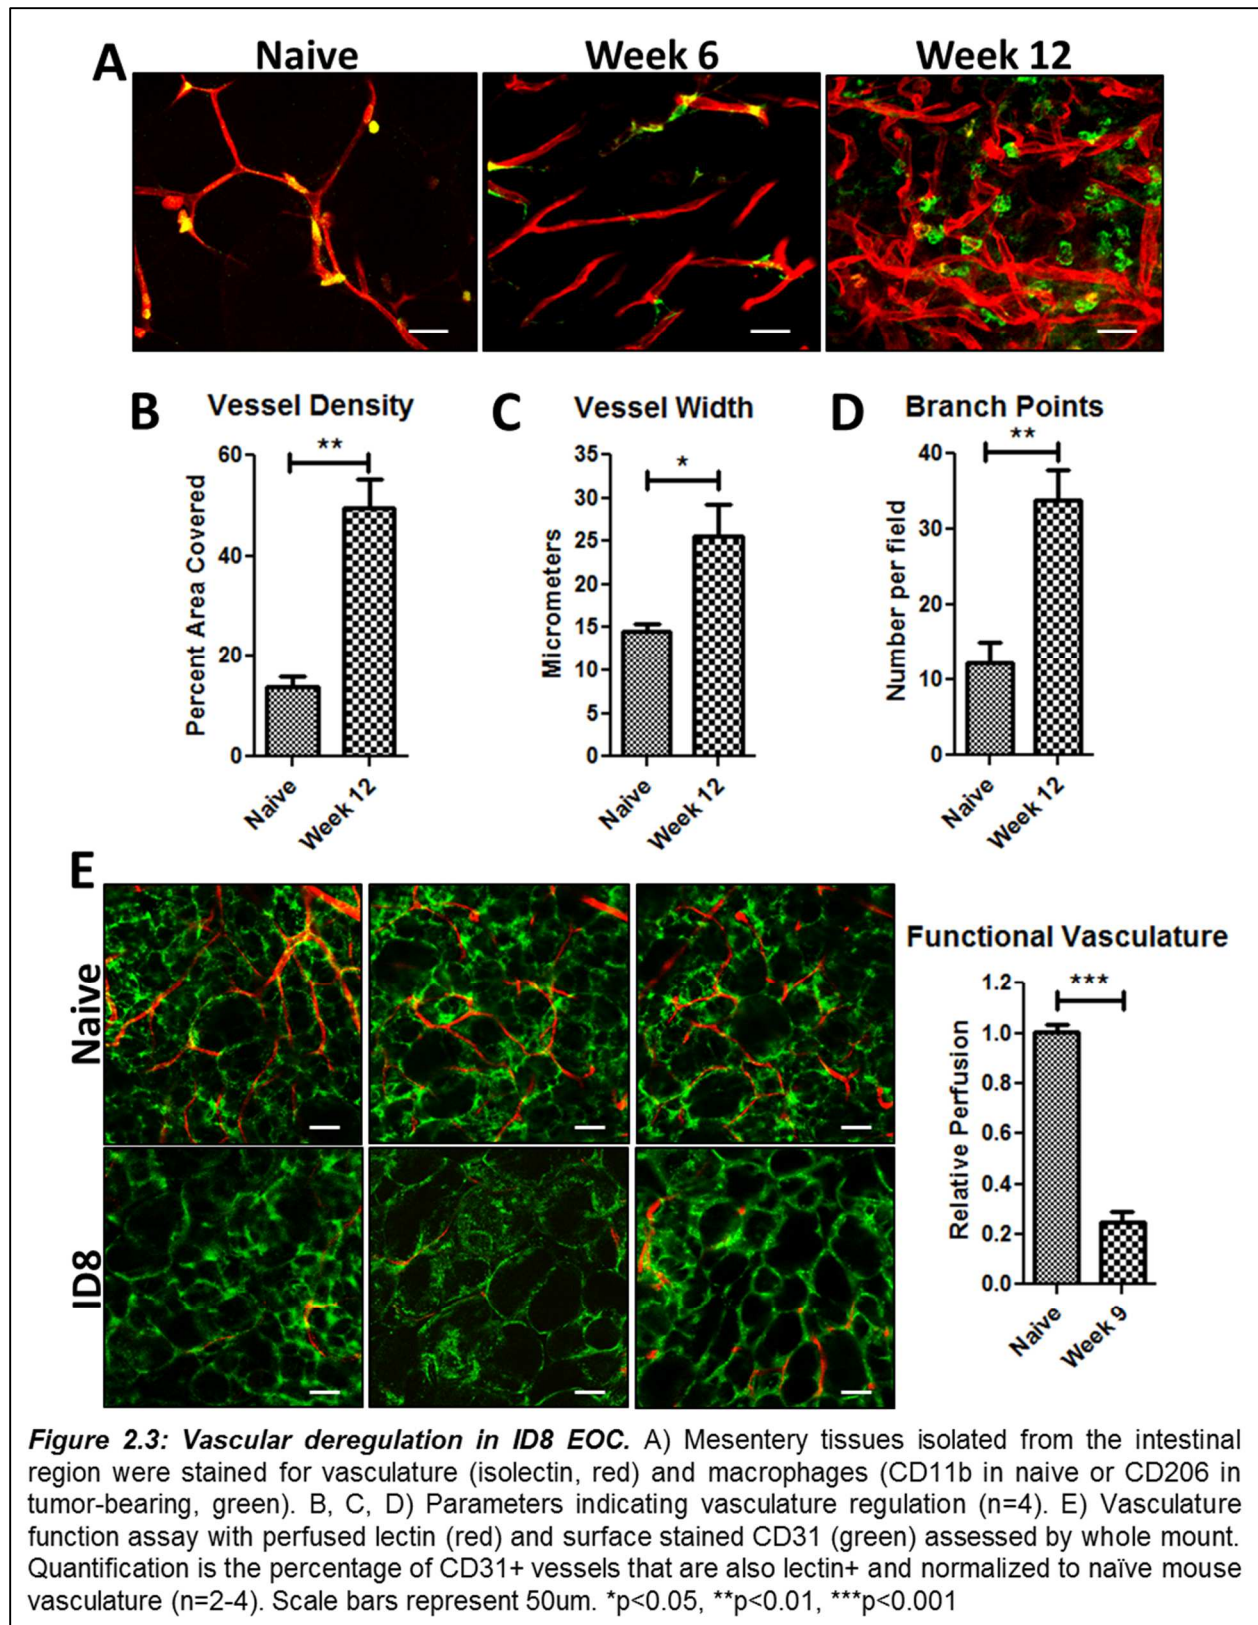 A
Naive
Week 6
Week 12
B
Vessel Density
**
Percent Area Covered
60
40
20
0
Naive
Week 12
C
Vessel Width
*
Micrometers
35
30
25
20
15
10
5
0
Naive
Week 12
D
Branch Points
**
Number per field
40
30
20
10
0
Naive
Week 12
E
Naive
ID8
Functional Vasculature
***
Relative Perfusion
1.2
1.0
0.8
0.6
0.4
0.2
0.0
Naive
Week 9
Figure 2.3: Vascular deregulation in ID8 EOC. A) Mesentery tissues isolated from the intestinal
region were stained for vasculature (isolectin, red) and macrophages (CD11b in naive or CD206 in
tumor-bearing, green). B, C, D) Parameters indicating vasculature regulation (n=4). E) Vasculature
function assay with perfused lectin (red) and surface stained CD31 (green) assessed by whole mount.
Quantification is the percentage of CD31+ vessels that are also lectin+ and normalized to naïve mouse
vasculature (n=2-4). Scale bars represent 50um. *p<0.05, **p<0.01, ***p<0.001